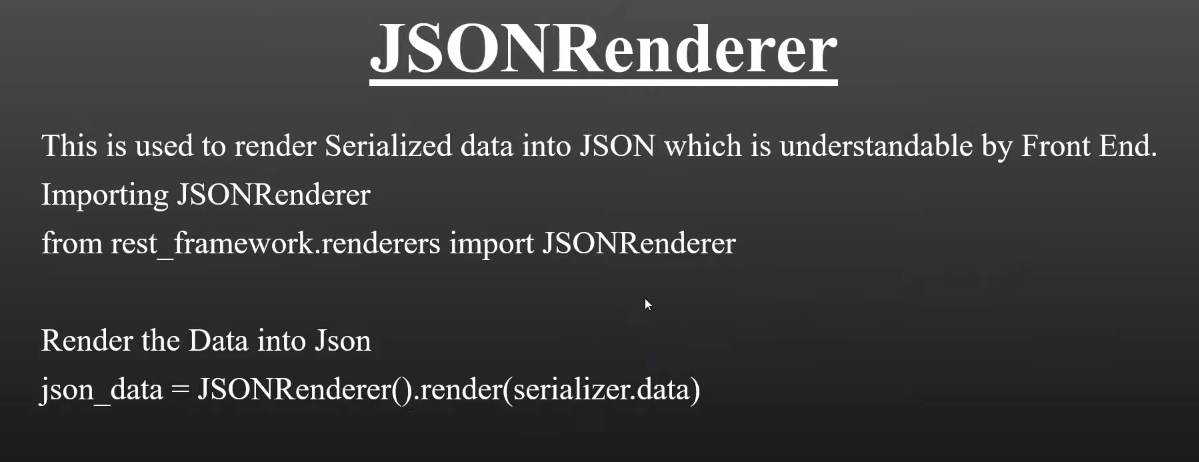 JSONRenderer
This is used to render Serialized data into JSON which is understandable by Front End.
Importing JSONRenderer
from rest_framework.renderers import JSONRenderer
Render the Data into Json
json_data = JSONRenderer().render(serializer.data)